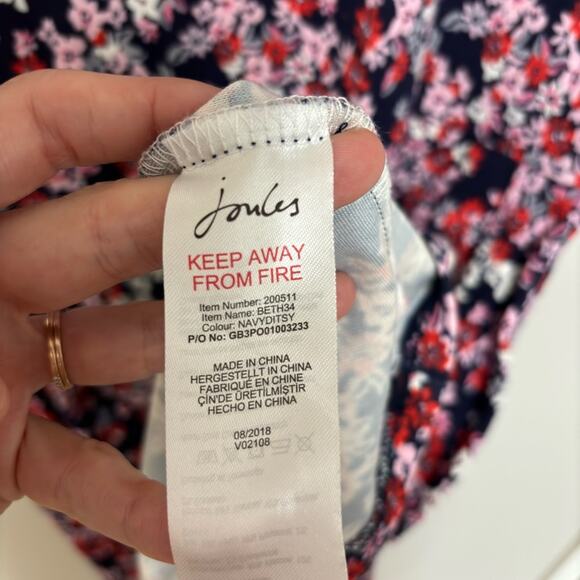 Joules
KEEP AWAY
FROM FIRE
Item Number: 200511
Item Name: BETH34
Colour: NAVYDITSY
P/O No: GB3PO01003233
MADE IN CHINA
HERGESTELLT IN CHINA
FABRIQUÉ EN CHINE
ÇİN'DE ÜRETİLMİŞTİR
HECHO EN CHINA
08/2018
V02108